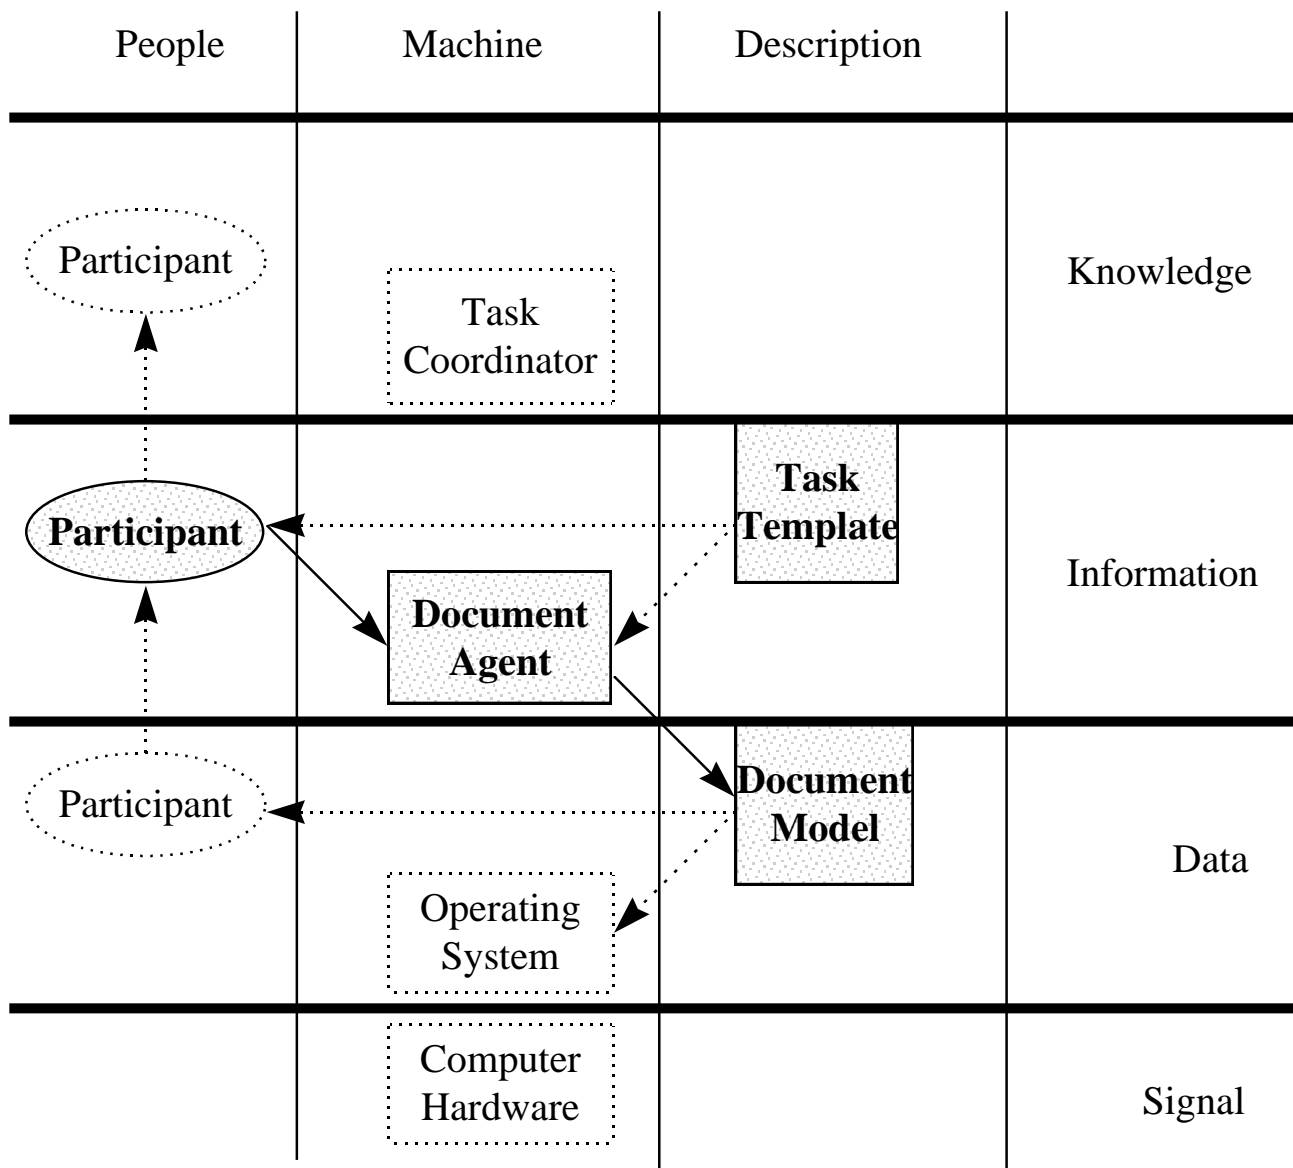 People
Machine
Description
Participant
Task
Coordinator
Knowledge
Participant
Document
Agent
Task
Template
Information
Participant
Operating
System
Document
Model
Data
Computer
Hardware
Signal